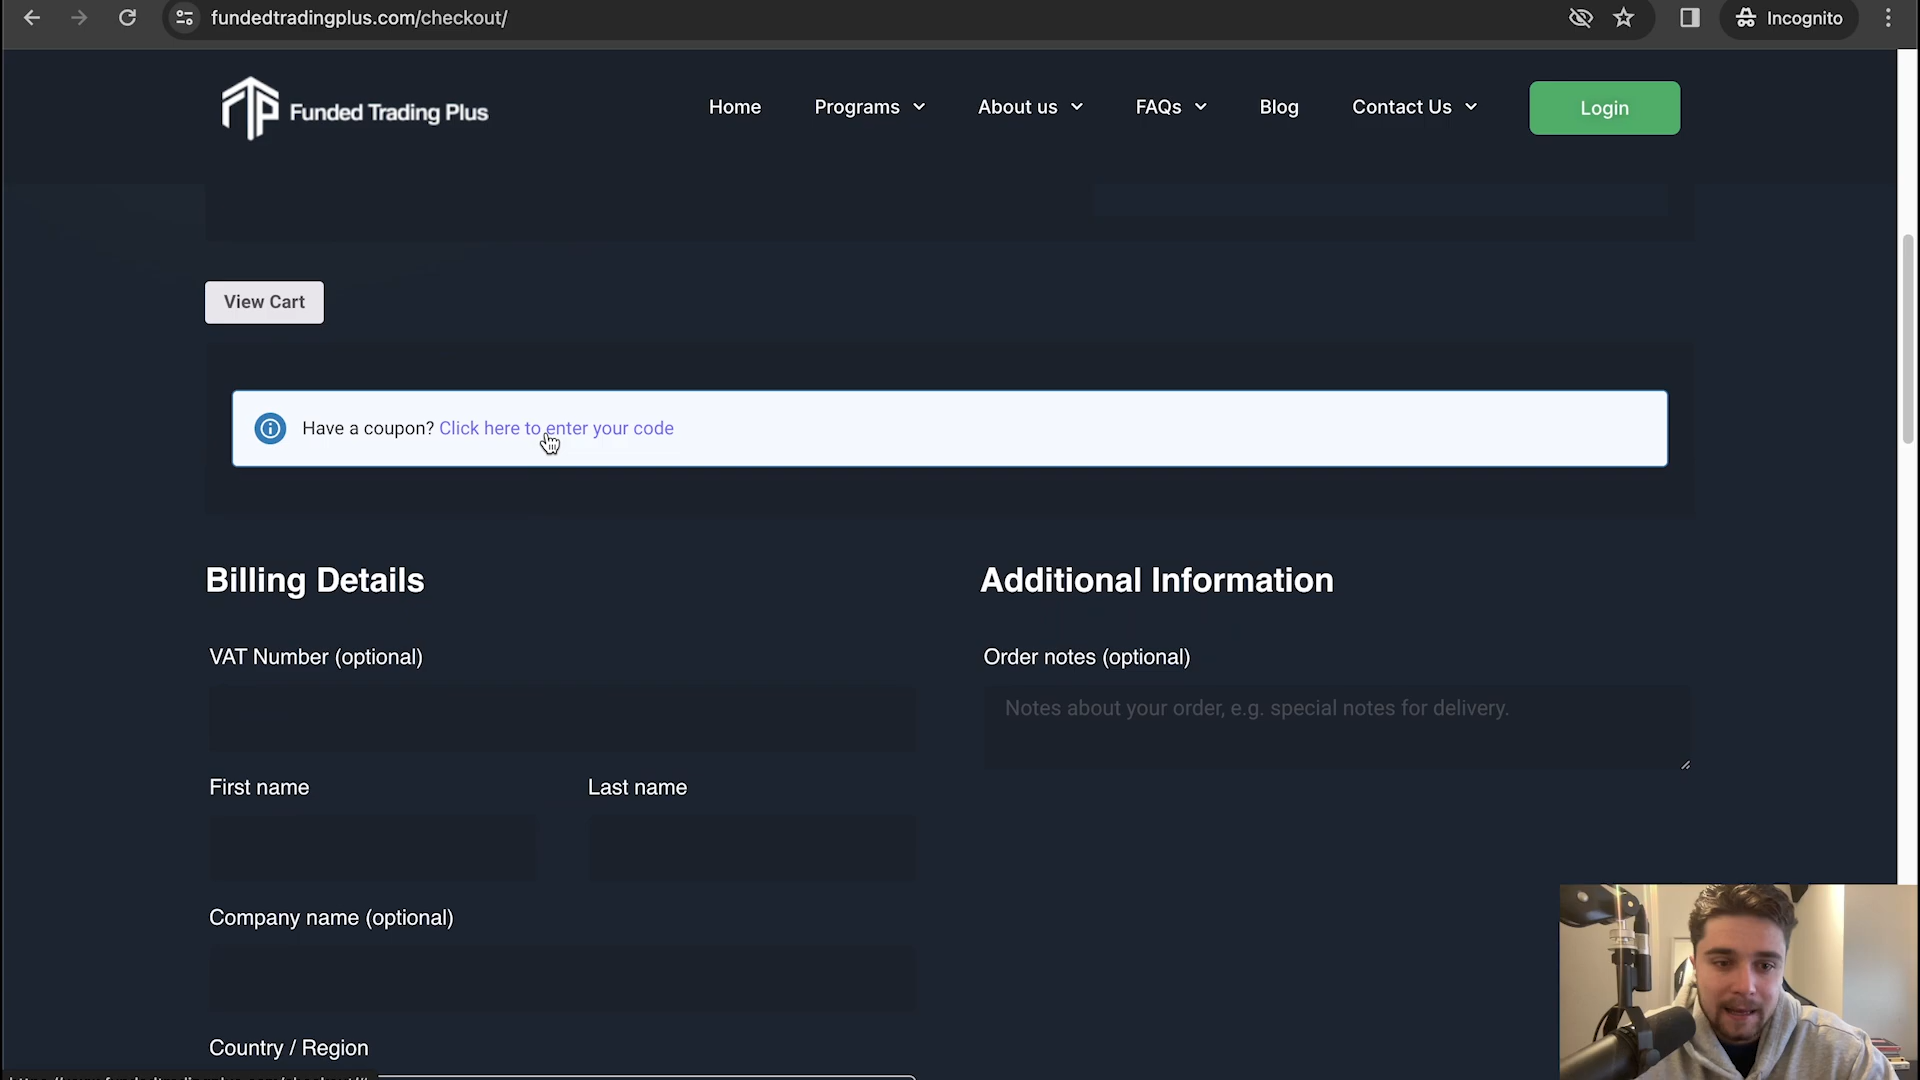 fundedtradingplus.com/checkout/
Incognito
Funded Trading Plus
Home
Programs
About us
FAQs
Blog
Contact Us
Login
View Cart
Have a coupon? Click here to enter your code
Billing Details
Additional Information
VAT Number (optional)
Order notes (optional)
Notes about your order, e.g. special notes for delivery.
First name
Last name
Company name (optional)
Country / Region